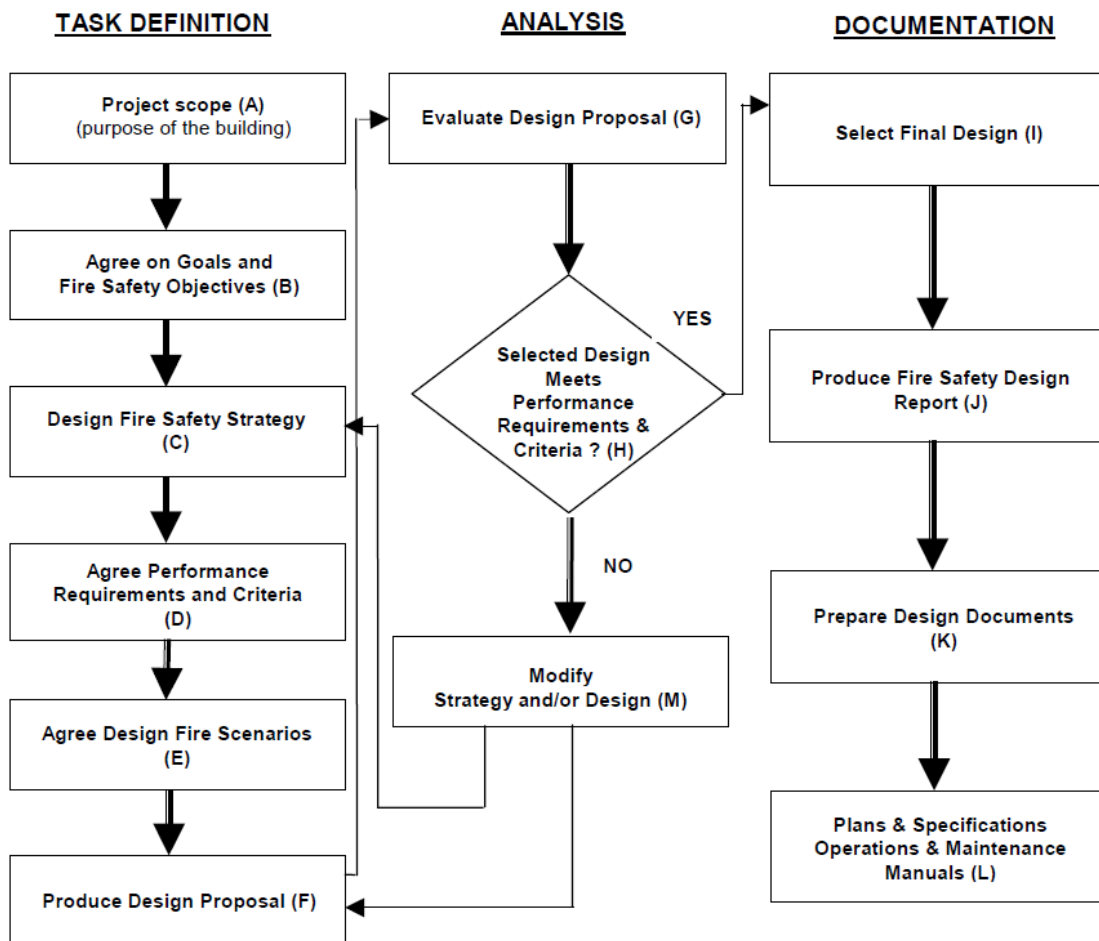 TASK DEFINITION
Project scope (A)
(purpose of the building)
Agree on Goals and
Fire Safety Objectives (B)
Design Fire Safety Strategy
(C)
Agree Performance
Requirements and Criteria
(D)
Agree Design Fire Scenarios
(E)
Produce Design Proposal (F)
ANALYSIS
Evaluate Design Proposal (G)
YES
Selected Design
Meets
Performance
Requirements &
Criteria ? (H)
NO
Modify
Strategy and/or Design (M)
DOCUMENTATION
Select Final Design (I)
Produce Fire Safety Design
Report (J)
Prepare Design Documents
(K)
Plans & Specifications
Operations & Maintenance
Manuals (L)